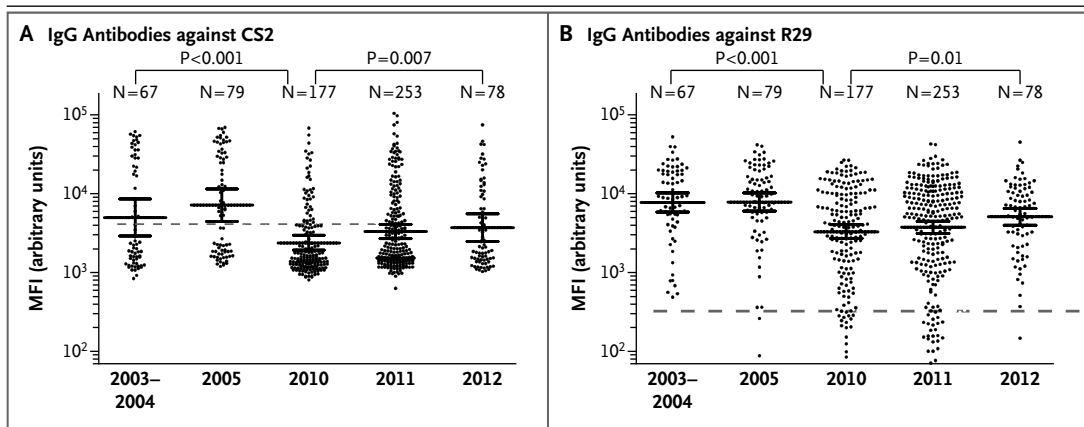 A IgG Antibodies against CS2
P<0.001 P=0.007
N=67 N=79 N=177 N=253 N=78
MFI (arbitrary units)
10⁵
10⁴
10³
10²
2003– 2005 2010 2011 2012
2004
B IgG Antibodies against R29
P<0.001 P=0.01
N=67 N=79 N=177 N=253 N=78
MFI (arbitrary units)
10⁵
10⁴
10³
10²
2003– 2005 2010 2011 2012
2004